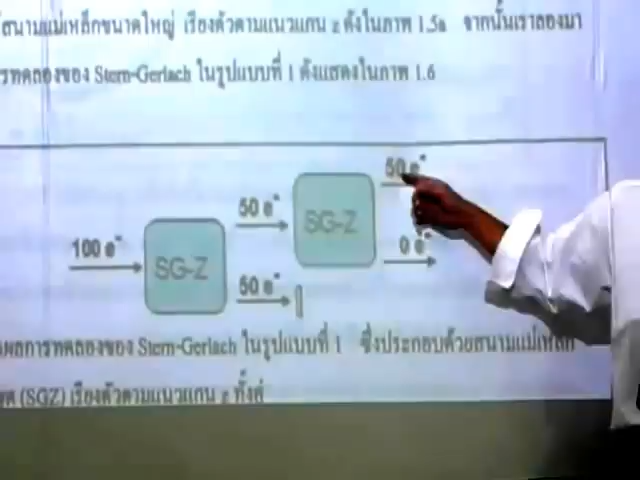 สนามแม่เหล็กขนาดใหญ่ เรียงตัวตามแนวแกน z ดังในภาพ 1.5a จากนั้นเราลองมา
รทดลองของ Stern-Gerlach ในรูปแบบที่ 1 ดังแสดงในภาพ 1.6
50 e⁻
50 e⁻
SG-Z
100 e⁻
0 e⁻
SG-Z
50 e⁻
ผลการทดลองของ Stern-Gerlach ในรูปแบบที่ 1 ซึ่งประกอบด้วยสนามแม่เหล็ก
(SGZ) เรียงตัวตามแนวแกน z ทั้งคู่